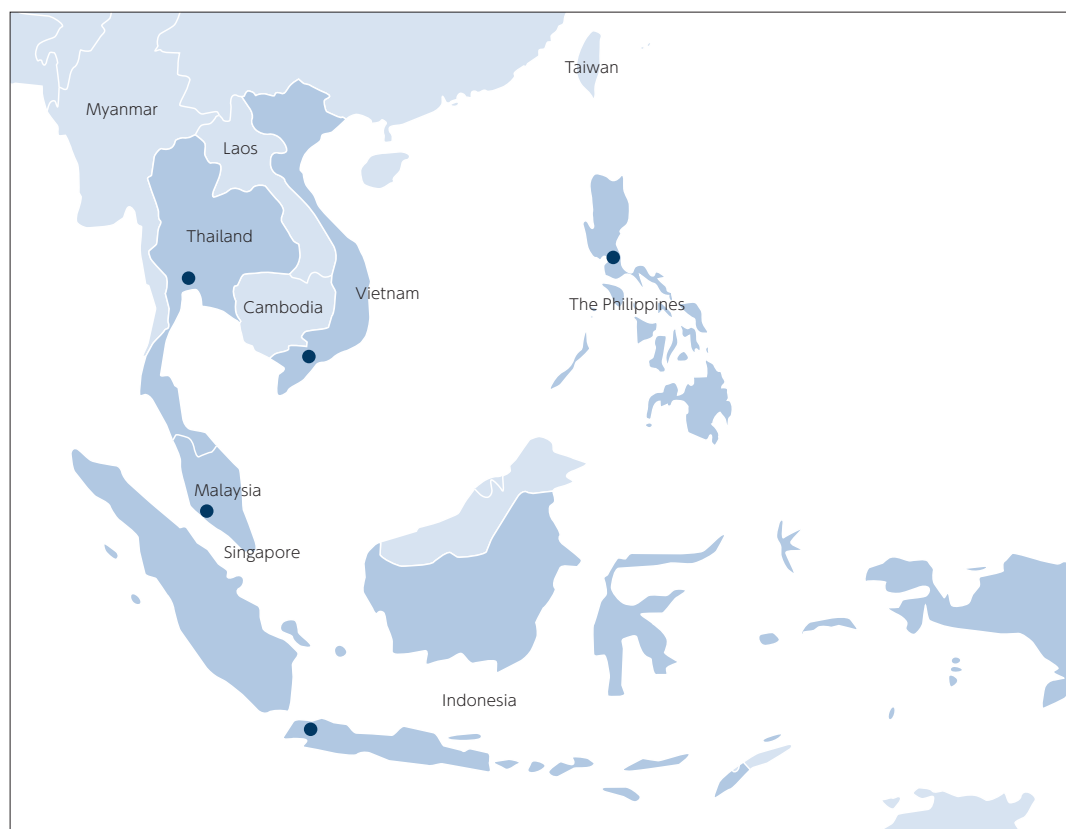 Taiwan
Myanmar
Laos
Thailand
Vietnam
Cambodia
The Philippines
Malaysia
Singapore
Indonesia